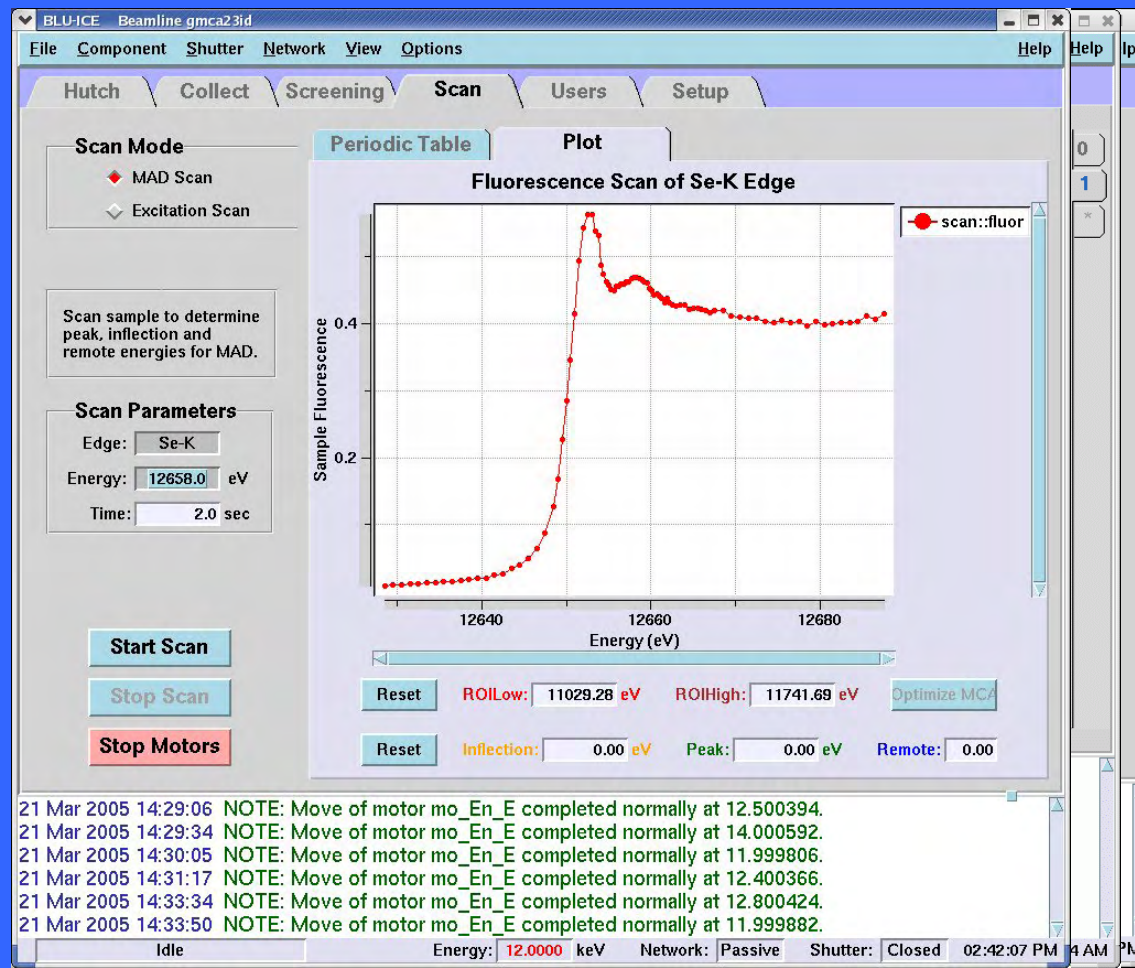 BLU-ICE Beamline gmca23id
File Component Shutter Network View Options Help
Help
lp
Hutch Collect Screening Scan Users Setup
Scan Mode
MAD Scan
Excitation Scan
Scan sample to determine
peak, inflection and
remote energies for MAD.
Scan Parameters
Edge: Se-K
Energy: 12658.0 eV
Time: 2.0 sec
Start Scan
Stop Scan
Stop Motors
Periodic Table Plot
Fluorescence Scan of Se-K Edge
scan::fluor
Sample Fluorescence
0.4
0.2
12640 12660 12680
Energy (eV)
Reset ROILow: 11029.28 eV ROIHigh: 11741.69 eV Optimize MCA
Reset Inflection: 0.00 eV Peak: 0.00 eV Remote: 0.00
0
1
*
21 Mar 2005 14:29:06 NOTE: Move of motor mo_En_E completed normally at 12.500394.
21 Mar 2005 14:29:34 NOTE: Move of motor mo_En_E completed normally at 14.000592.
21 Mar 2005 14:30:05 NOTE: Move of motor mo_En_E completed normally at 11.999806.
21 Mar 2005 14:31:17 NOTE: Move of motor mo_En_E completed normally at 12.400366.
21 Mar 2005 14:33:34 NOTE: Move of motor mo_En_E completed normally at 12.800424.
21 Mar 2005 14:33:50 NOTE: Move of motor mo_En_E completed normally at 11.999882.
Idle Energy: 12.0000 keV Network: Passive Shutter: Closed 02:42:07 PM
4 AM
PM